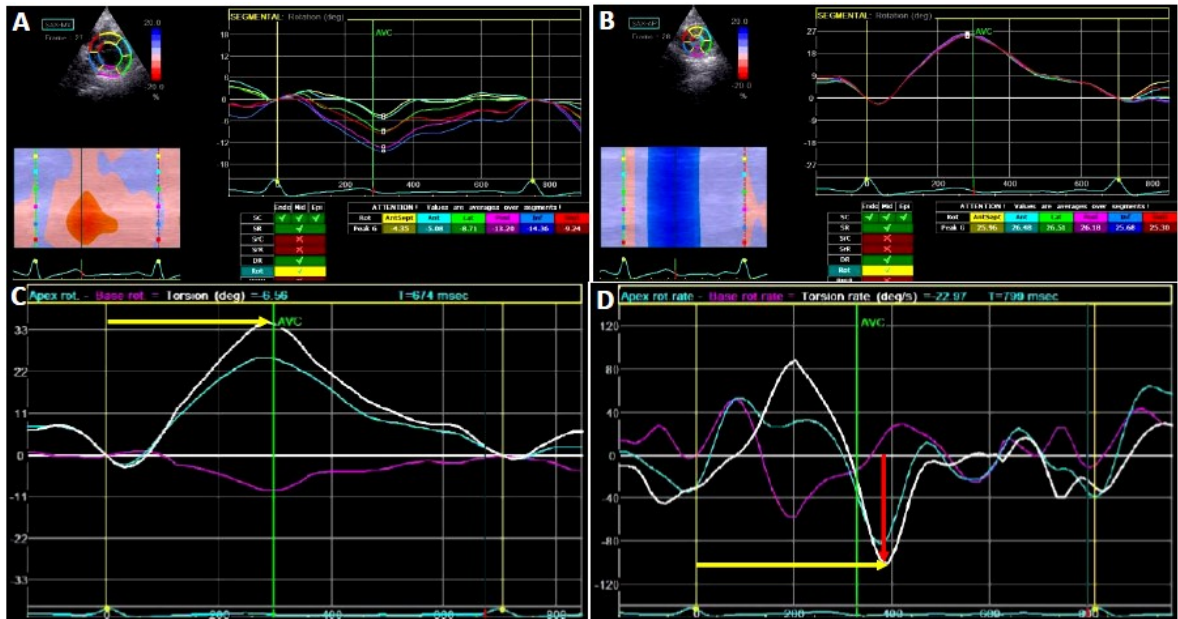 A
SAX-MV
20.0
-20.0
%
SEGMENTAL: Rotation (deg)
AVC
18
12
6
0
-6
-12
-18
0
200
400
600
800
Endo Mid Epi
SC
SR
SrC
SrR
DR
Rot
ATTENTION! Values are averages over segments!
Rot AntSept Ant Lat Post Inf Sept
Peak G -4.35 -5.08 -8.71 -13.20 -14.36 -9.24
B
SAX-AP
20.0
-20.0
%
SEGMENTAL: Rotation (deg)
AVC
27
18
9
0
-9
-18
-27
0
200
400
600
800
Endo Mid Epi
SC
SR
SrC
SrR
DR
Rot
ATTENTION! Values are averages over segments!
Rot AntSept Ant Lat Post Inf Sept
Peak G 25.96 26.48 26.51 26.18 25.68 25.30
C
Apex rot. - Base rot = Torsion (deg) =-6.56 T=674 msec
AVC
33
22
11
0
-11
-22
-33
0
200
400
600
800
D
Apex rot rate - Base rot rate = Torsion rate (deg/s) =-22.97 T=799 msec
AVC
120
80
40
0
-40
-80
-120
0
200
400
600
800